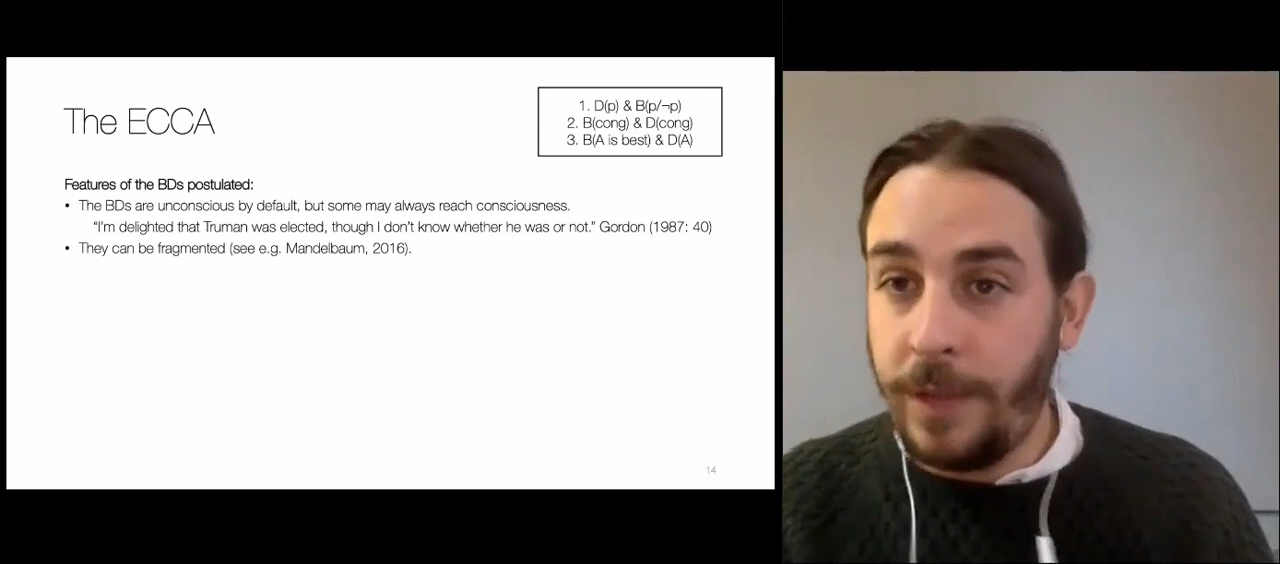 The ECCA
1. D(p) & B(p/¬p)
2. B(cong) & D(cong)
3. B(A is best) & D(A)
Features of the BDs postulated:
• The BDs are unconscious by default, but some may always reach consciousness.
“I'm delighted that Truman was elected, though I don't know whether he was or not.” Gordon (1987: 40)
• They can be fragmented (see e.g. Mandelbaum, 2016).
14